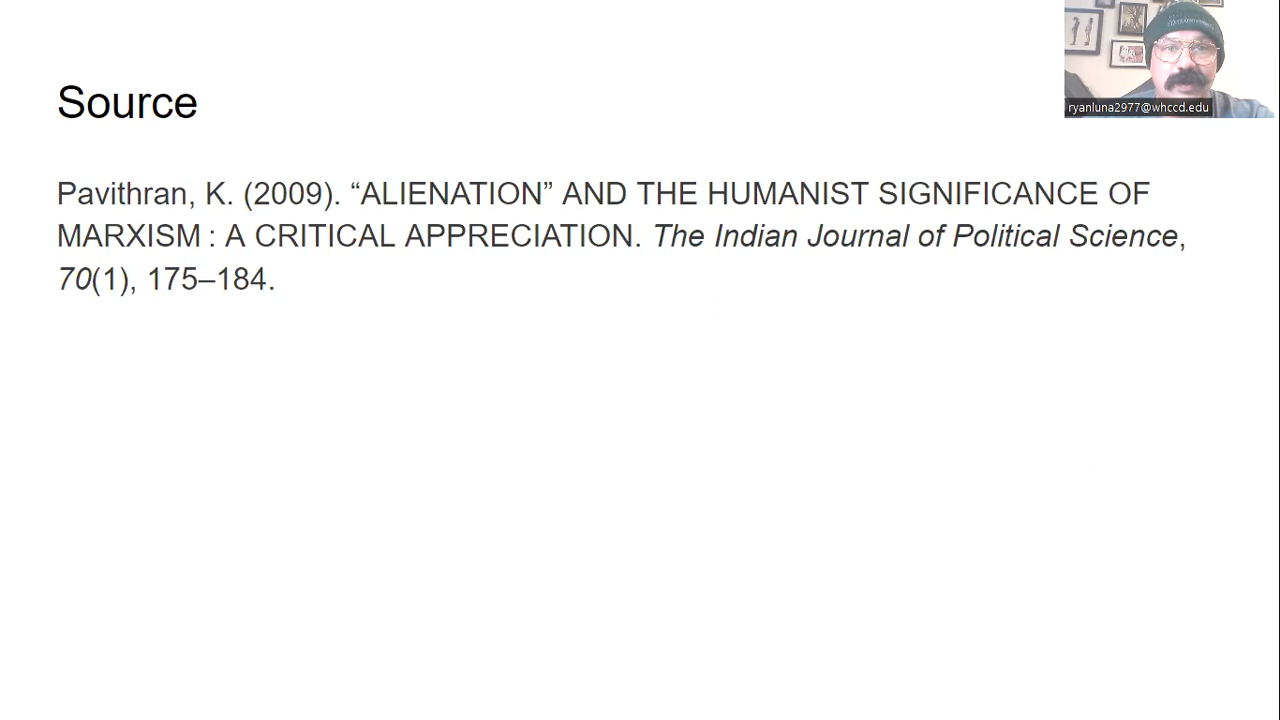 Source
ryanluna2977@whccd.edu
Pavithran, K. (2009). “ALIENATION” AND THE HUMANIST SIGNIFICANCE OF
MARXISM : A CRITICAL APPRECIATION. The Indian Journal of Political Science,
70(1), 175–184.